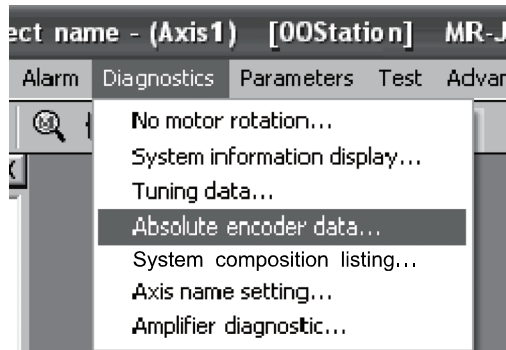 ect name - (Axis1) [00Station] MR-J
Alarm Diagnostics Parameters Test Advan
No motor rotation...
System information display...
Tuning data...
Absolute encoder data...
System composition listing...
Axis name setting...
Amplifier diagnostic...